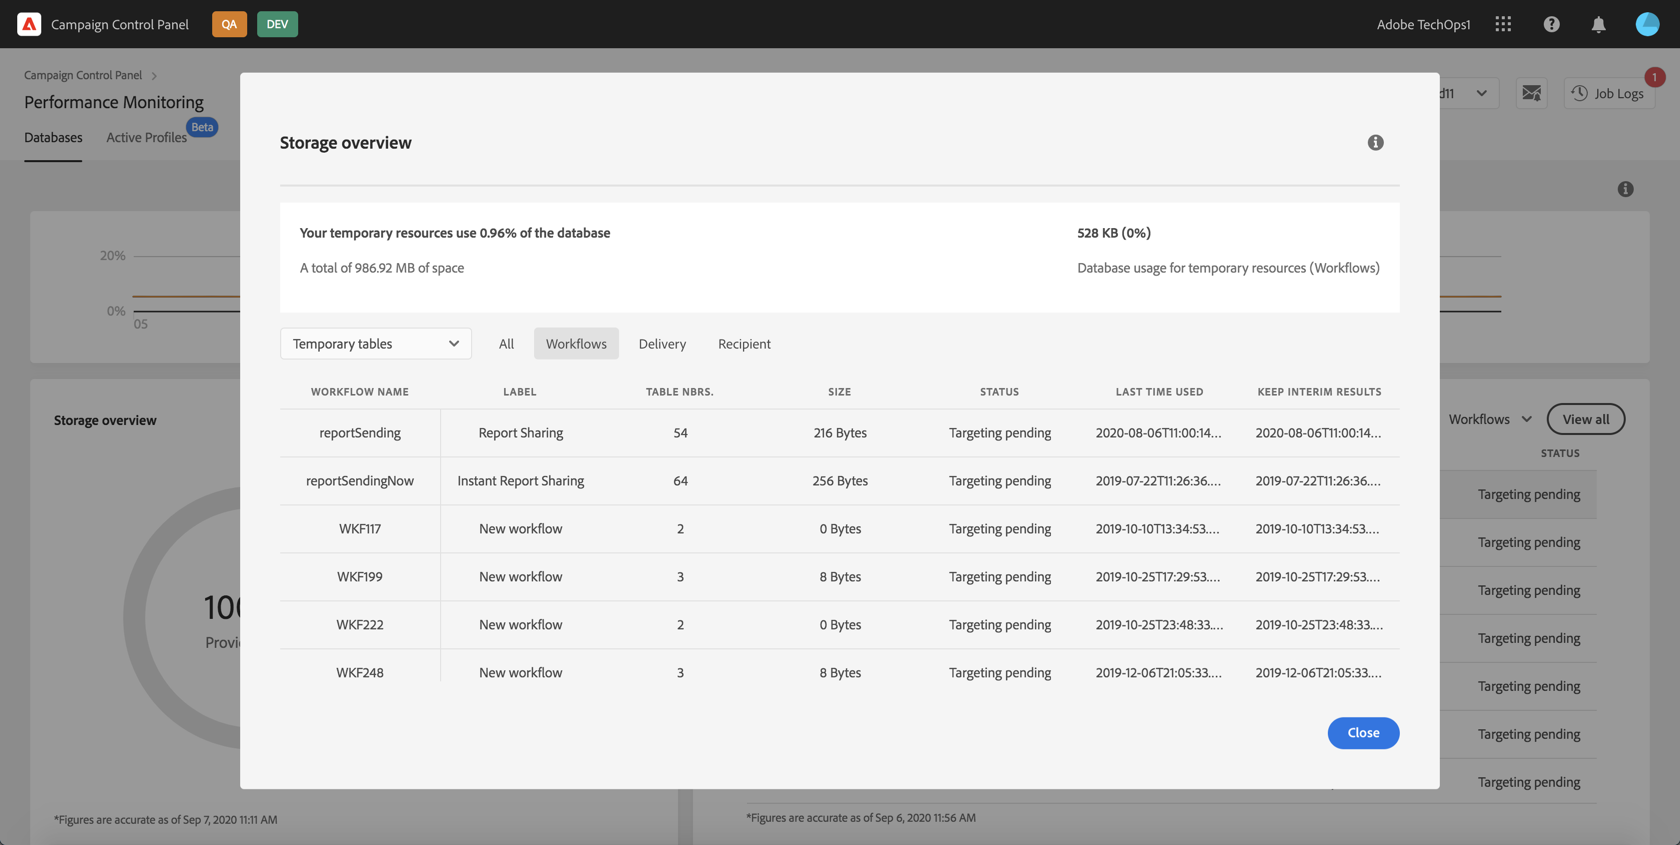 Campaign Control Panel QA DEV Adobe TechOps1
Campaign Control Panel
Performance Monitoring
d11 Job Logs 1
Databases Active Profiles Beta
Storage overview
Your temporary resources use 0.96% of the database 528 KB (0%)
A total of 986.92 MB of space Database usage for temporary resources (Workflows)
20%
0%
05
Temporary tables All Workflows Delivery Recipient
WORKFLOW NAME LABEL TABLE NBRS. SIZE STATUS LAST TIME USED KEEP INTERIM RESULTS
reportSending Report Sharing 54 216 Bytes Targeting pending 2020-08-06T11:00:14... 2020-08-06T11:00:14...
reportSendingNow Instant Report Sharing 64 256 Bytes Targeting pending 2019-07-22T11:26:36.... 2019-07-22T11:26:36....
WKF117 New workflow 2 0 Bytes Targeting pending 2019-10-10T13:34:53.... 2019-10-10T13:34:53....
WKF199 New workflow 3 8 Bytes Targeting pending 2019-10-25T17:29:53.... 2019-10-25T17:29:53....
WKF222 New workflow 2 0 Bytes Targeting pending 2019-10-25T23:48:33.... 2019-10-25T23:48:33....
WKF248 New workflow 3 8 Bytes Targeting pending 2019-12-06T21:05:33.... 2019-12-06T21:05:33....
Close
Storage overview
Workflows View all
STATUS
Targeting pending
Targeting pending
Targeting pending
Targeting pending
Targeting pending
Targeting pending
Targeting pending
*Figures are accurate as of Sep 7, 2020 11:11 AM
*Figures are accurate as of Sep 6, 2020 11:56 AM